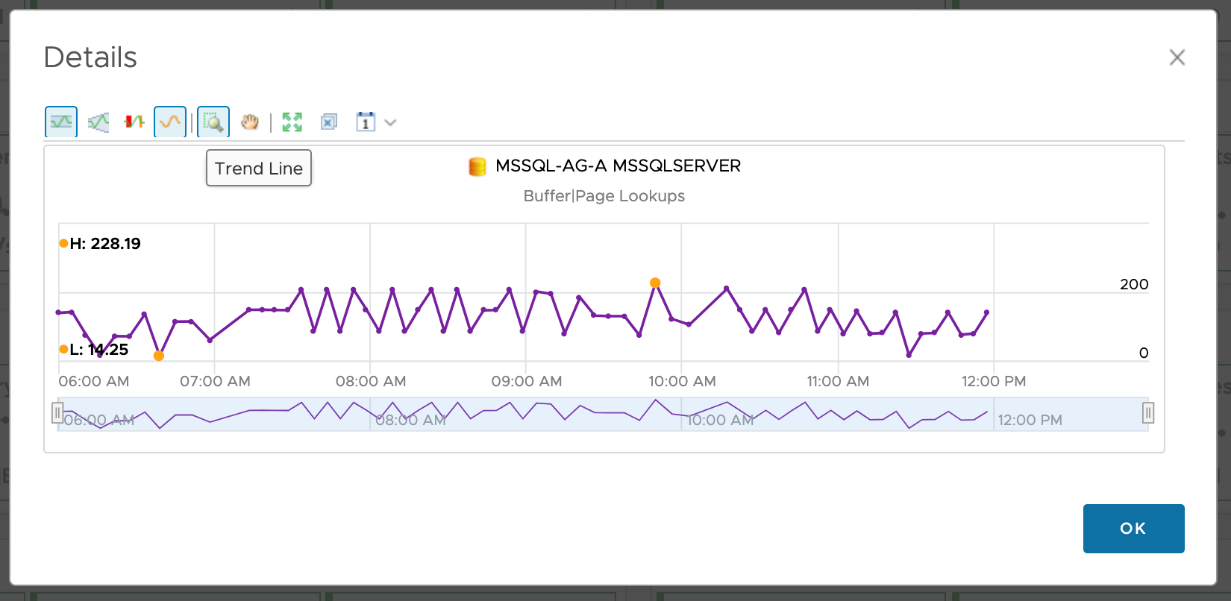 Details
1
Trend Line
MSSQL-AG-A MSSQLSERVER
Buffer|Page Lookups
H: 228.19
200
L: 14.25
0
06:00 AM 07:00 AM 08:00 AM 09:00 AM 10:00 AM 11:00 AM 12:00 PM
06:00 AM 08:00 AM 10:00 AM 12:00 PM
OK